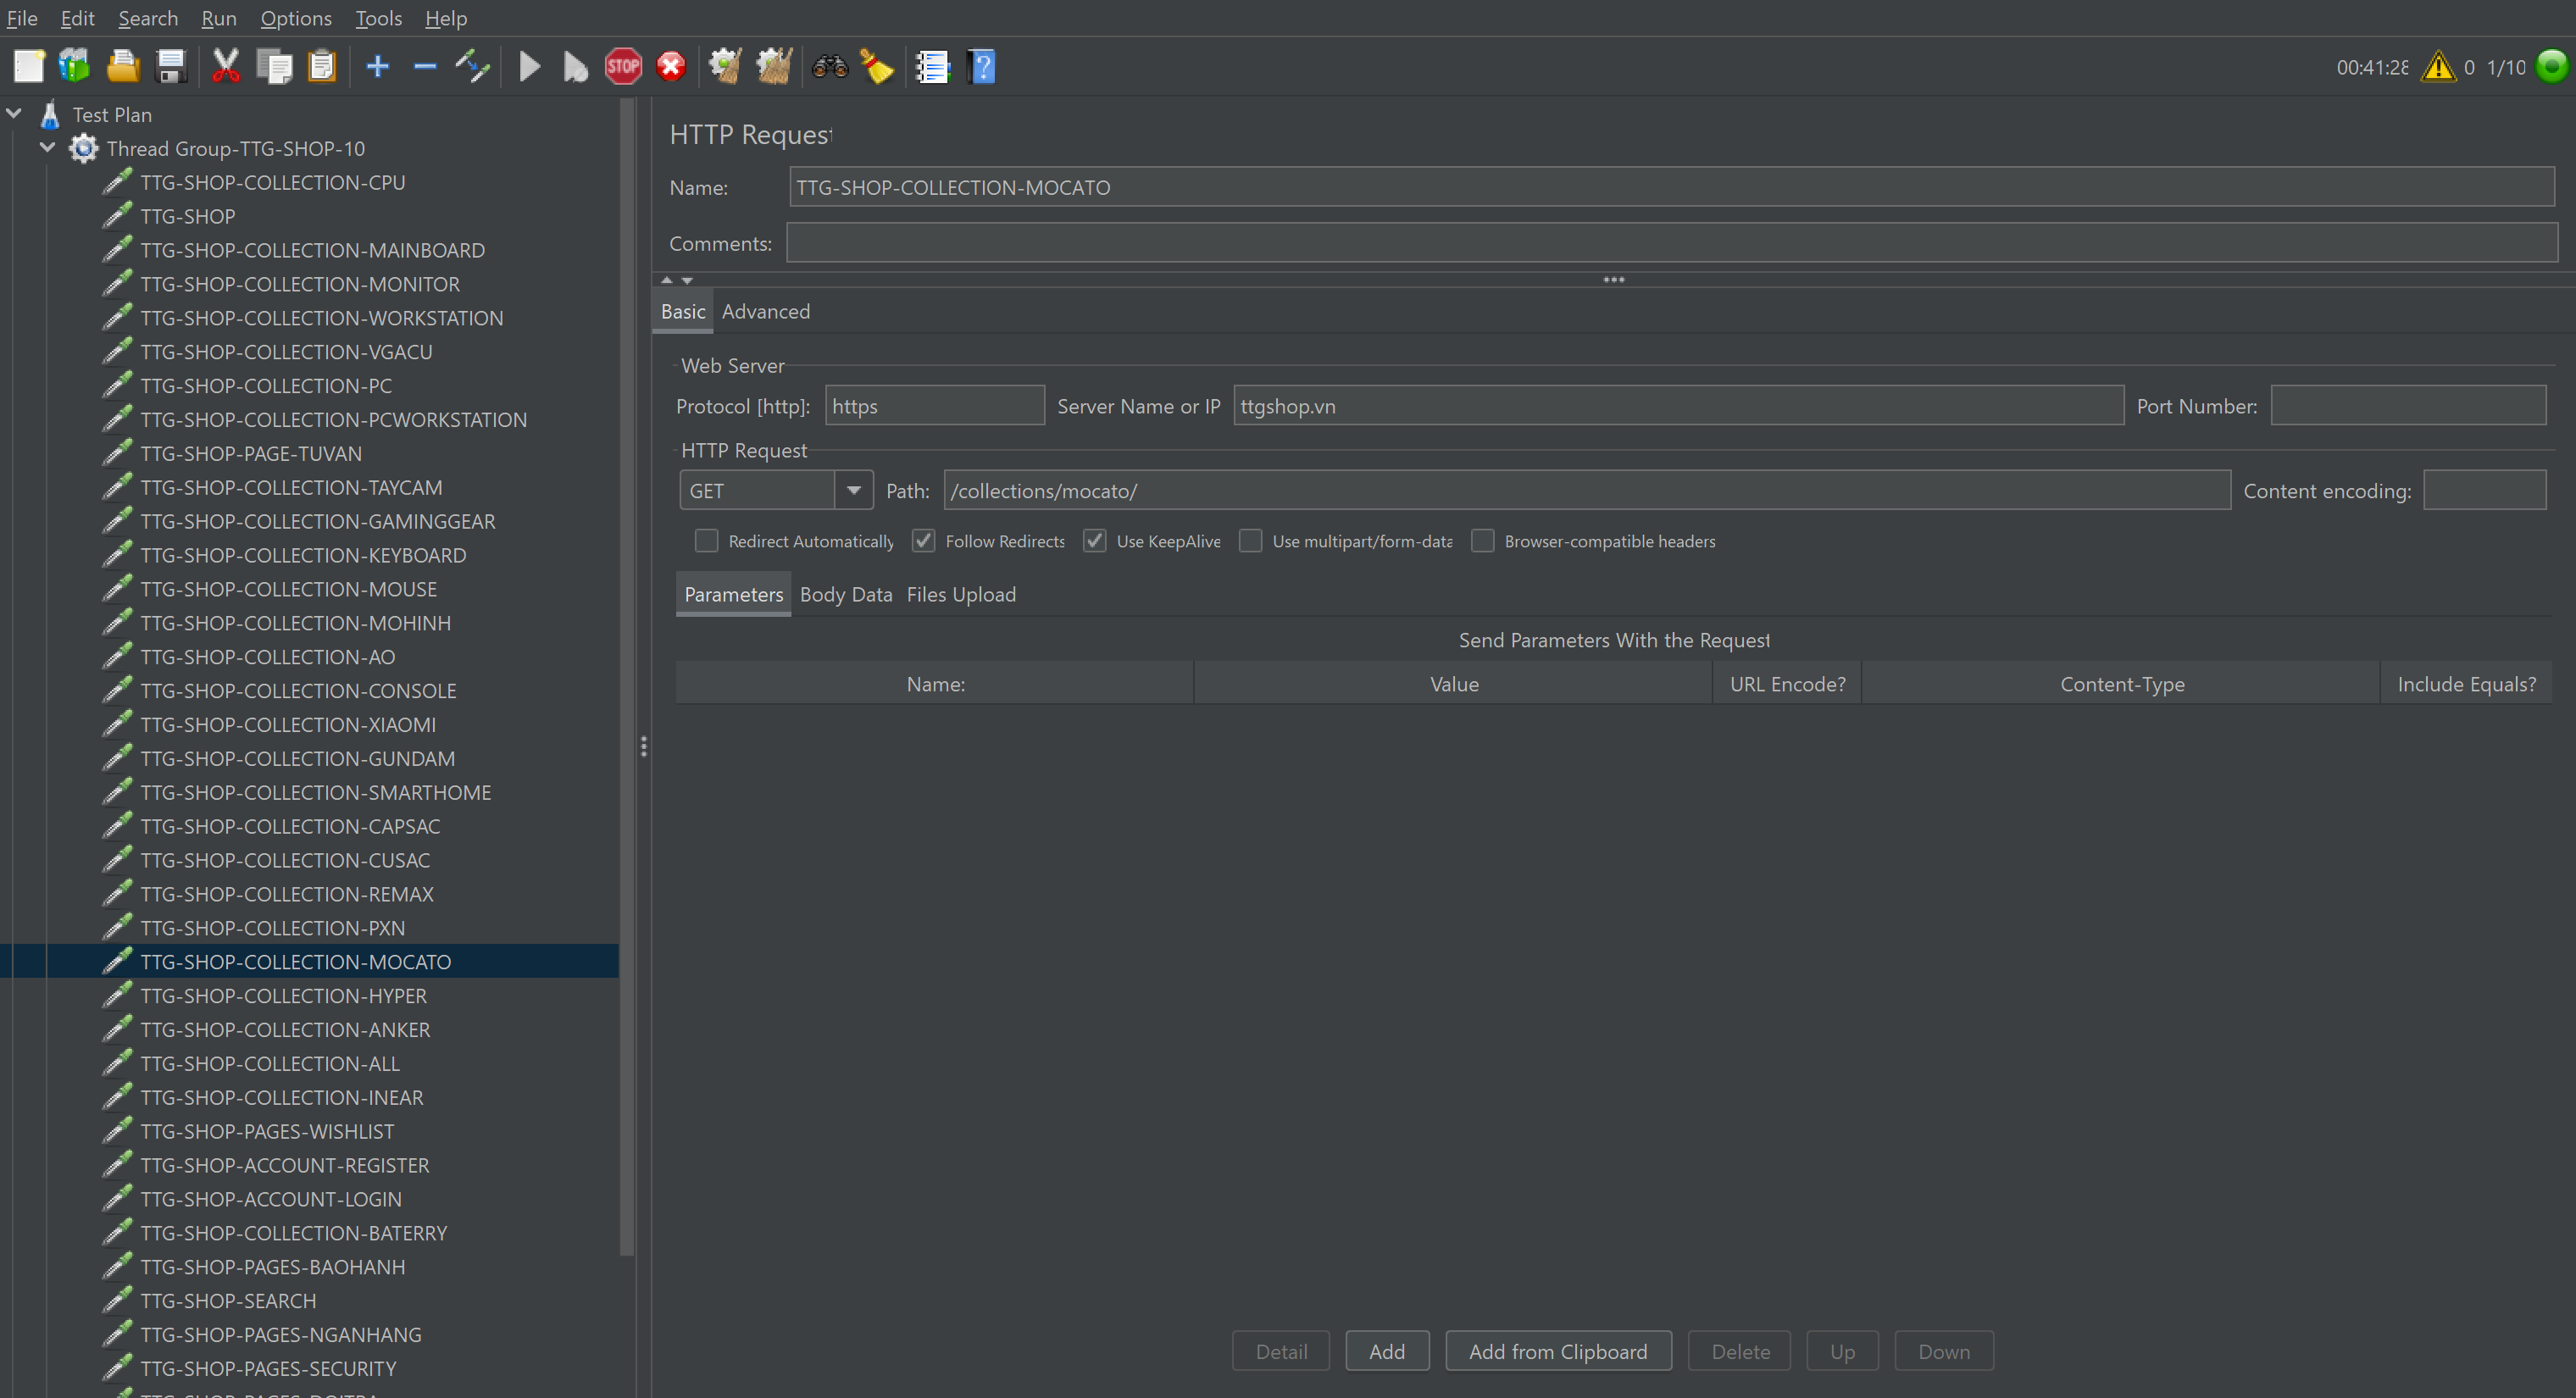 File Edit Search Run Options Tools Help
STOP
00:41:28 0 1/10
Test Plan
Thread Group-TTG-SHOP-10
TTG-SHOP-COLLECTION-CPU
TTG-SHOP
TTG-SHOP-COLLECTION-MAINBOARD
TTG-SHOP-COLLECTION-MONITOR
TTG-SHOP-COLLECTION-WORKSTATION
TTG-SHOP-COLLECTION-VGACU
TTG-SHOP-COLLECTION-PC
TTG-SHOP-COLLECTION-PCWORKSTATION
TTG-SHOP-PAGE-TUVAN
TTG-SHOP-COLLECTION-TAYCAM
TTG-SHOP-COLLECTION-GAMINGGEAR
TTG-SHOP-COLLECTION-KEYBOARD
TTG-SHOP-COLLECTION-MOUSE
TTG-SHOP-COLLECTION-MOHINH
TTG-SHOP-COLLECTION-AO
TTG-SHOP-COLLECTION-CONSOLE
TTG-SHOP-COLLECTION-XIAOMI
TTG-SHOP-COLLECTION-GUNDAM
TTG-SHOP-COLLECTION-SMARTHOME
TTG-SHOP-COLLECTION-CAPSAC
TTG-SHOP-COLLECTION-CUSAC
TTG-SHOP-COLLECTION-REMAX
TTG-SHOP-COLLECTION-PXN
TTG-SHOP-COLLECTION-MOCATO
TTG-SHOP-COLLECTION-HYPER
TTG-SHOP-COLLECTION-ANKER
TTG-SHOP-COLLECTION-ALL
TTG-SHOP-COLLECTION-INEAR
TTG-SHOP-PAGES-WISHLIST
TTG-SHOP-ACCOUNT-REGISTER
TTG-SHOP-ACCOUNT-LOGIN
TTG-SHOP-COLLECTION-BATERRY
TTG-SHOP-PAGES-BAOHANH
TTG-SHOP-SEARCH
TTG-SHOP-PAGES-NGANHANG
TTG-SHOP-PAGES-SECURITY
HTTP Request
Name: TTG-SHOP-COLLECTION-MOCATO
Comments:
Basic Advanced
Web Server
Protocol [http]: https Server Name or IP ttgshop.vn Port Number:
HTTP Request
GET Path: /collections/mocato/ Content encoding:
Redirect Automatically Follow Redirects Use KeepAlive Use multipart/form-data Browser-compatible headers
Parameters Body Data Files Upload
Send Parameters With the Request
Name: Value URL Encode? Content-Type Include Equals?
Detail Add Add from Clipboard Delete Up Down